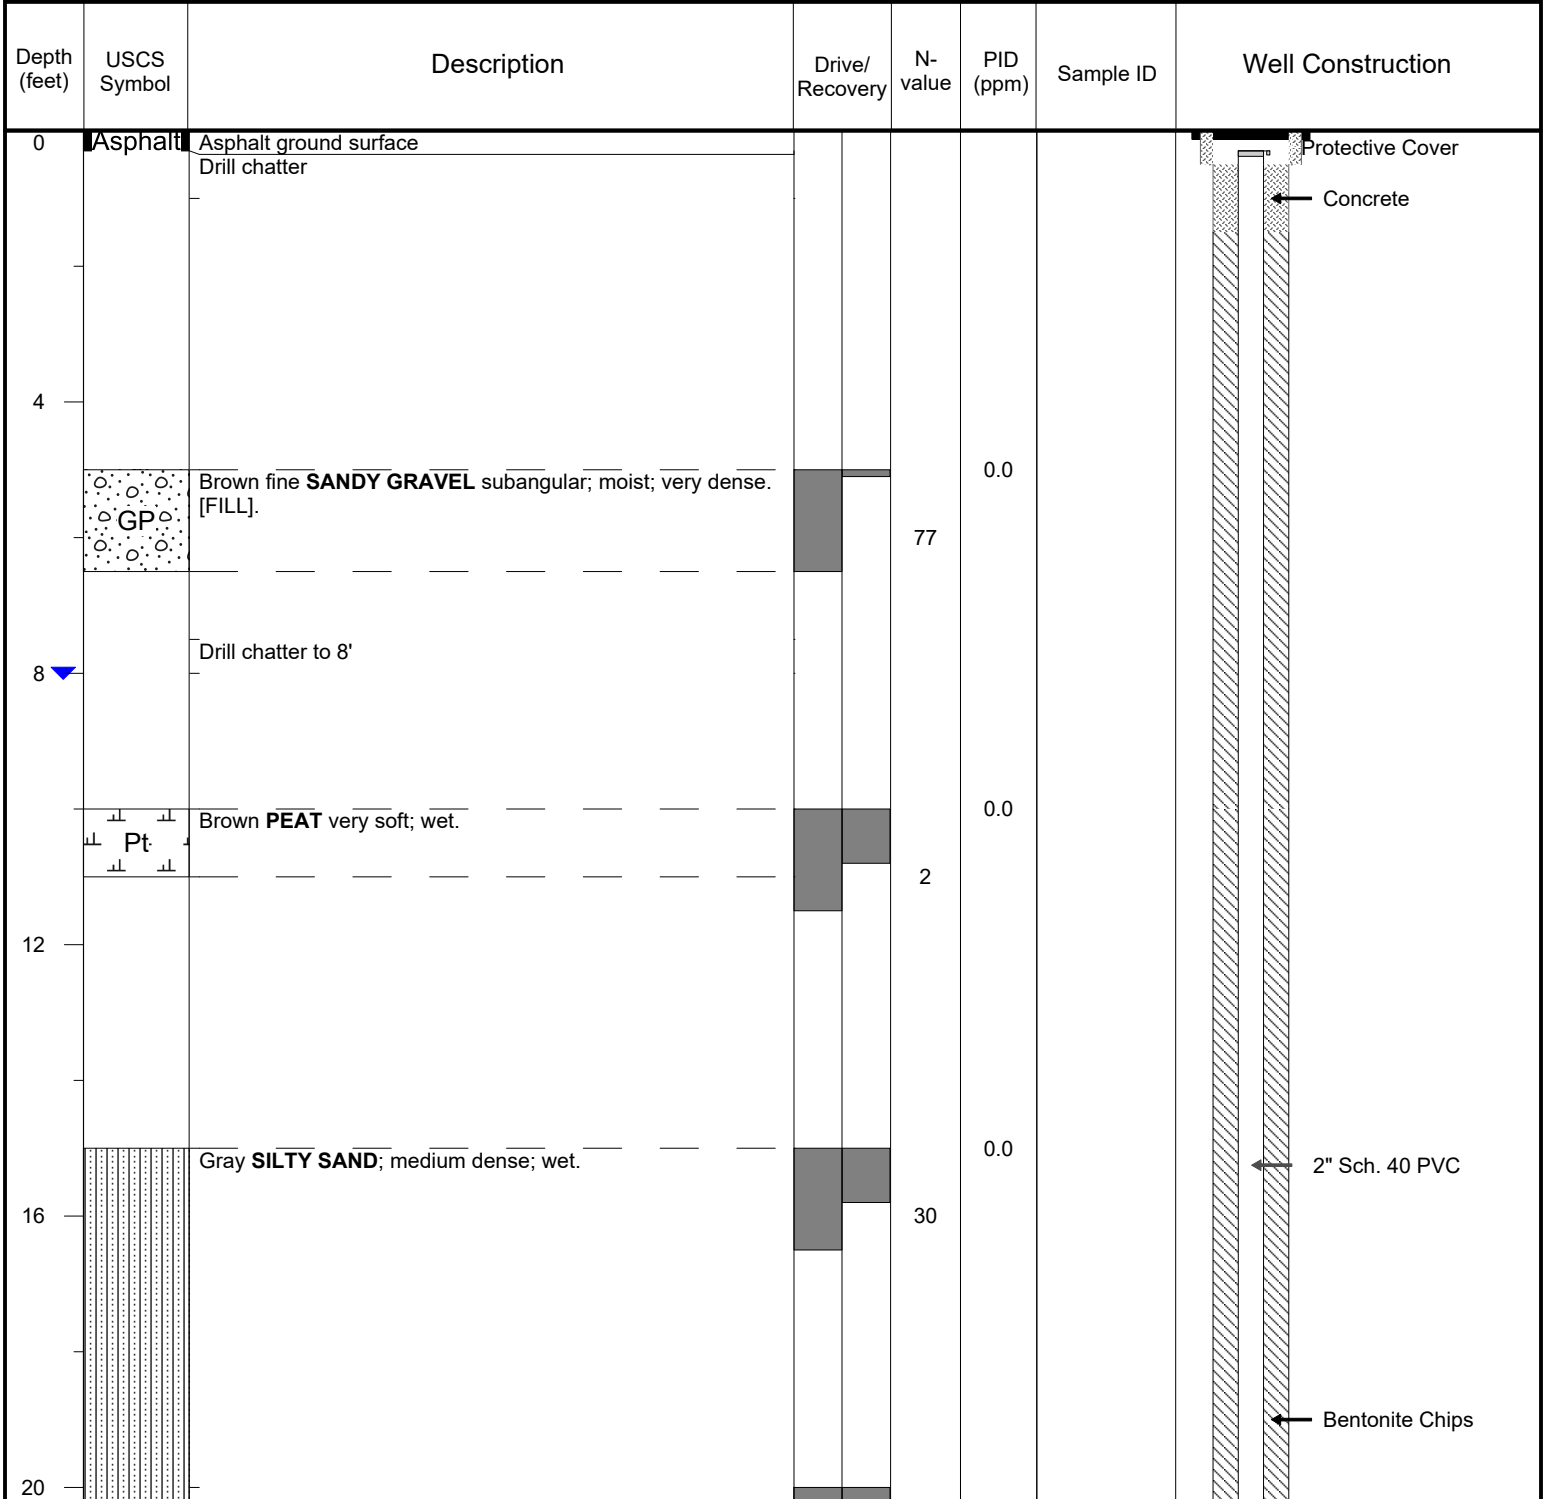 Depth
(feet)
USCS
Symbol
Description
Drive/
Recovery
N-
value
PID
(ppm)
Sample ID
Well Construction
0
Asphalt
Asphalt ground surface
Protective Cover
Drill chatter
Concrete
4
0.0
Brown fine SANDY GRAVEL subangular; moist; very dense.
[FILL].
GP
77
Drill chatter to 8'
8
0.0
Brown PEAT very soft; wet.
Pt
2
12
0.0
Gray SILTY SAND; medium dense; wet.
2" Sch. 40 PVC
16
30
Bentonite Chips
20